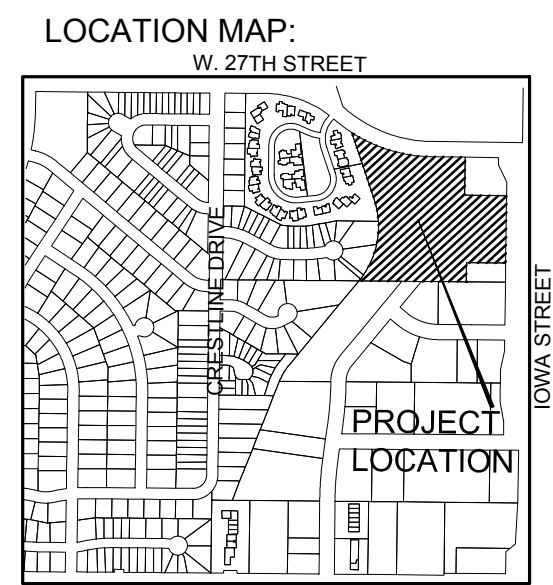 LOCATION MAP:
W. 27TH STREET
CRESTLINE DRIVE
IOWA STREET
PROJECT
LOCATION